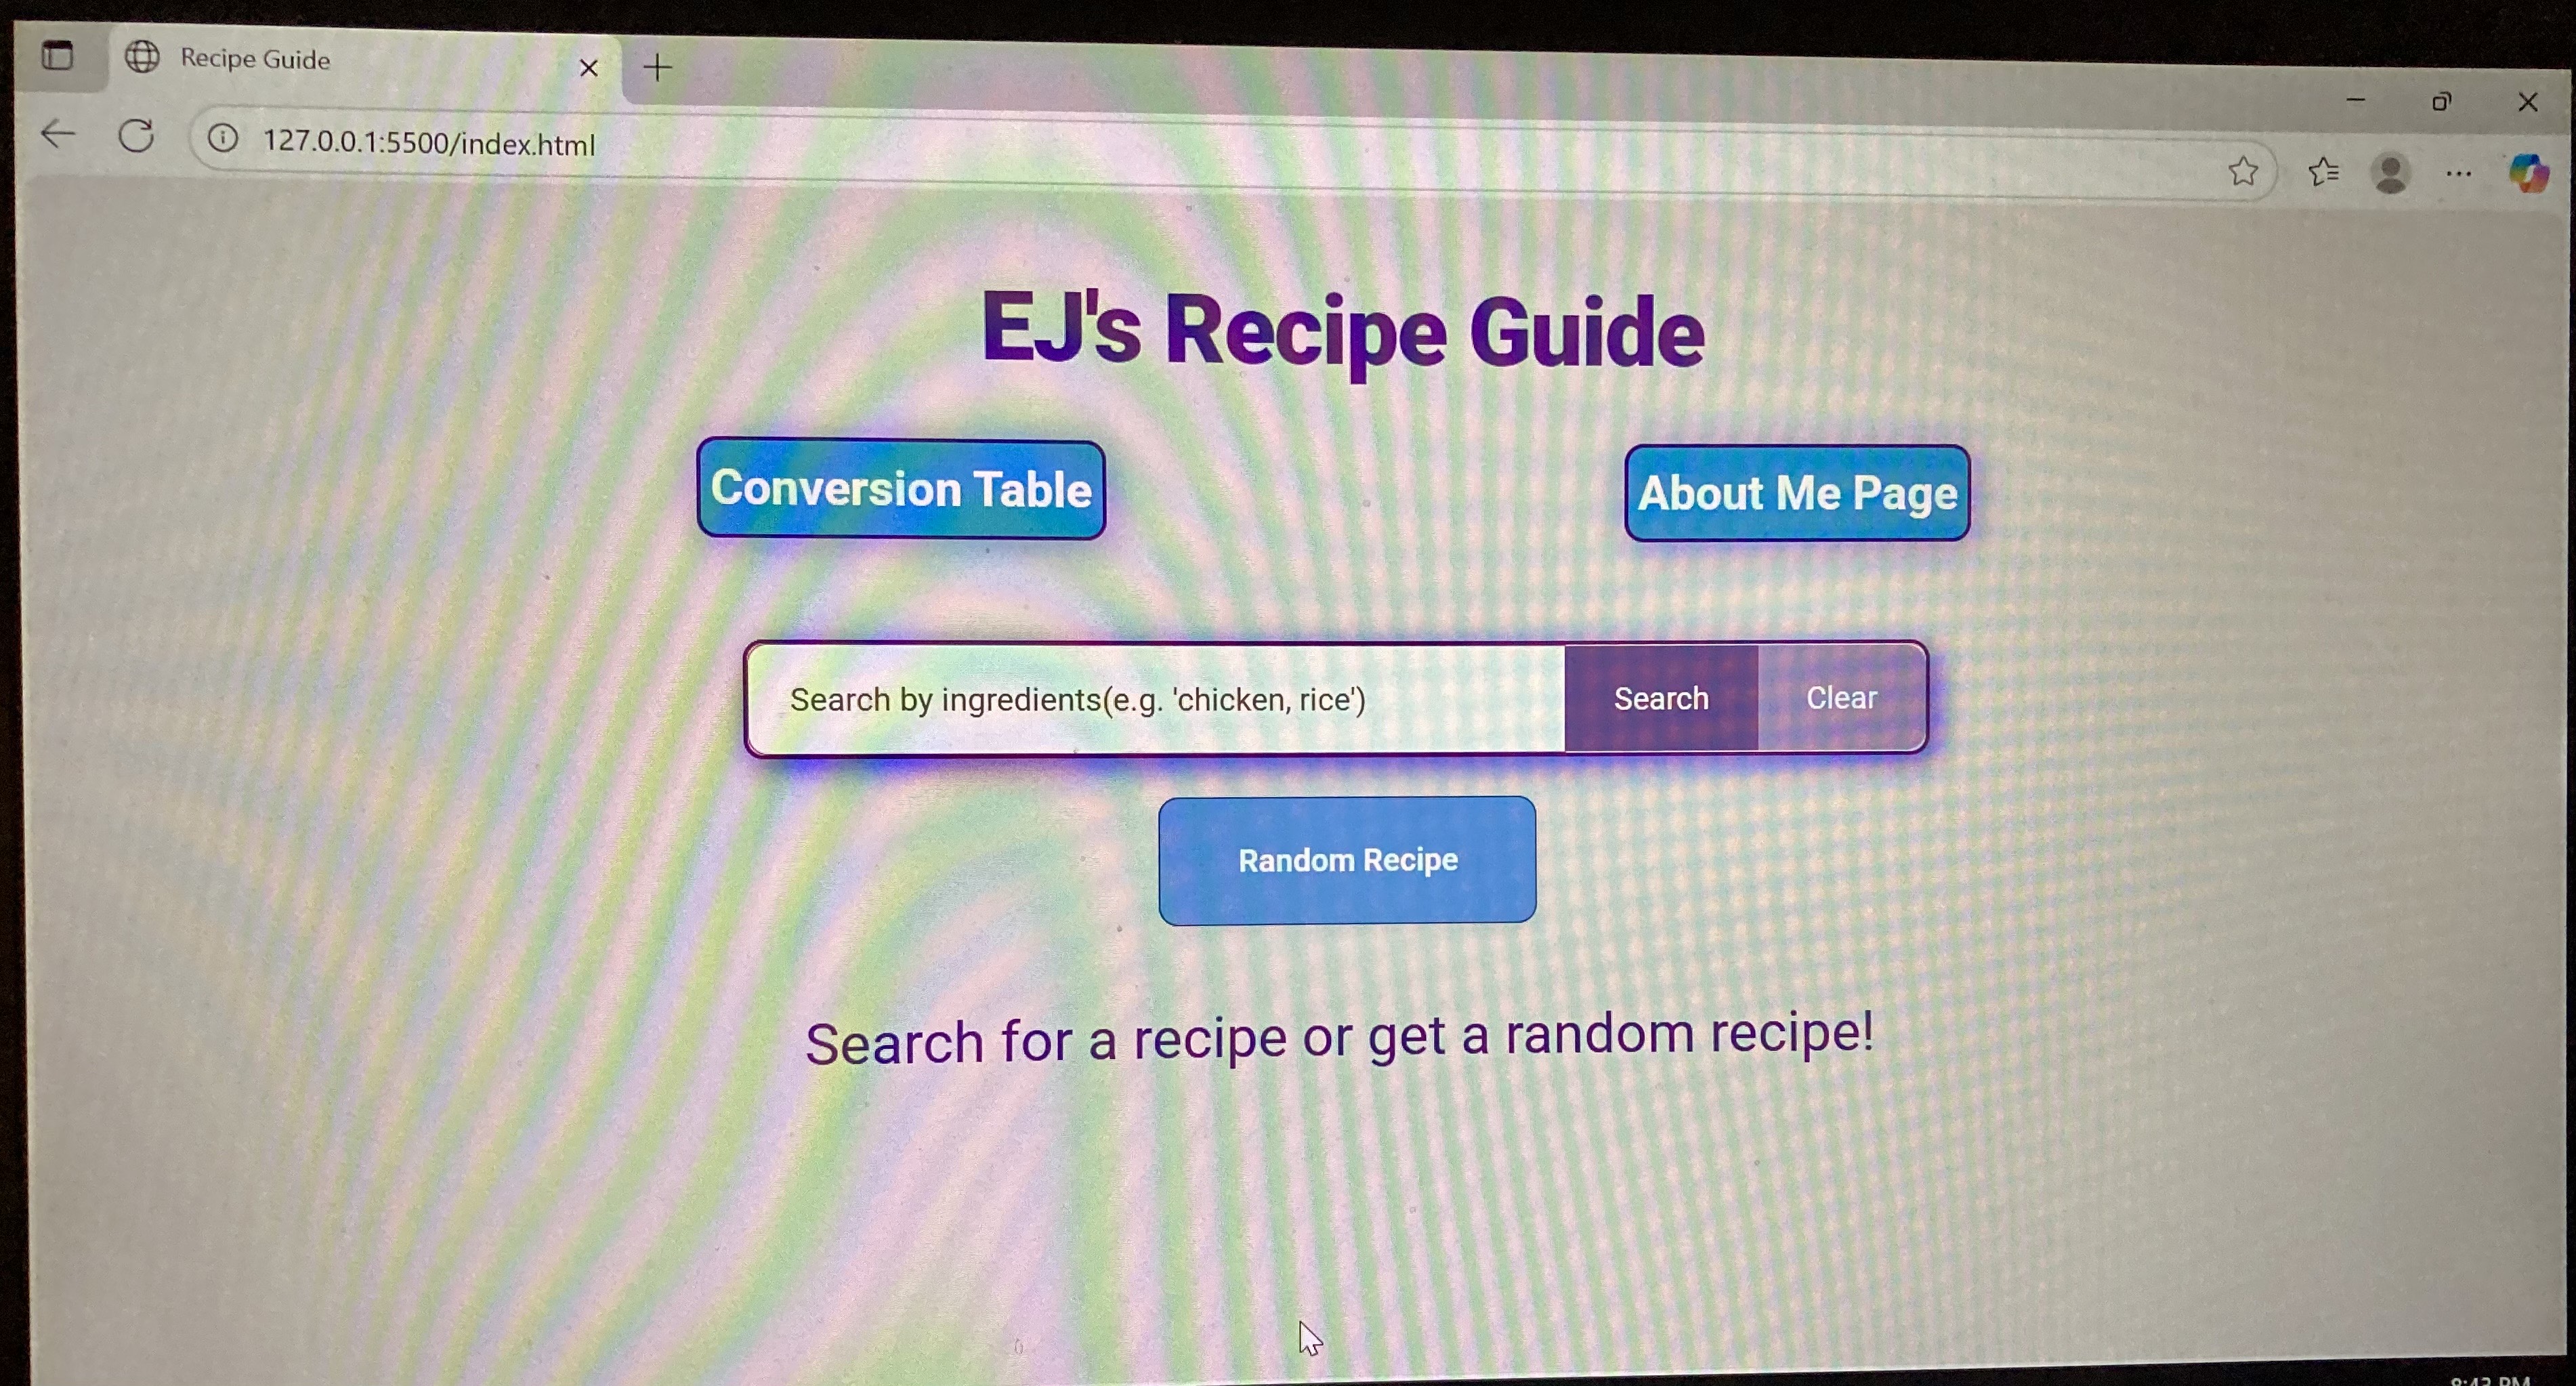 Recipe Guide
127.0.0.1:5500/index.html
EJ's Recipe Guide
Conversion Table
About Me Page
Search by ingredients(e.g. 'chicken, rice')
Search
Clear
Random Recipe
Search for a recipe or get a random recipe!